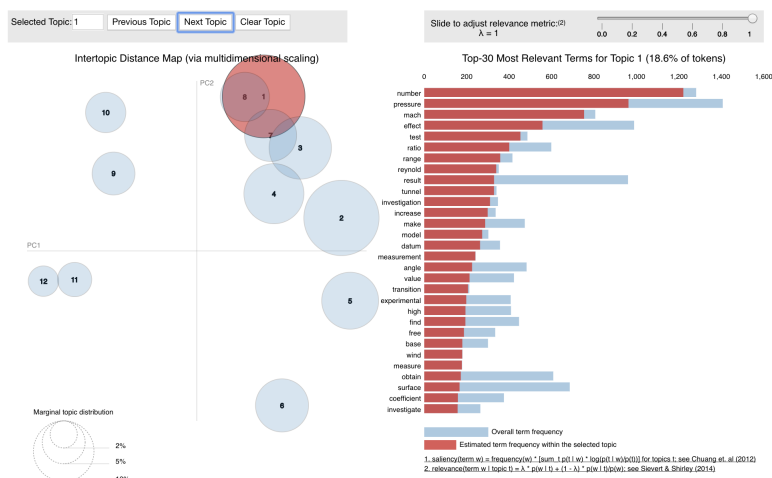 Selected Topic: 1 Previous Topic Next Topic Clear Topic
Slide to adjust relevance metric:(2)
λ = 1
0.0 0.2 0.4 0.6 0.8 1
Intertopic Distance Map (via multidimensional scaling)
PC2
PC1
8
1
10
7
3
9
4
2
12
11
5
6
Marginal topic distribution
2%
5%
Top-30 Most Relevant Terms for Topic 1 (18.6% of tokens)
0 200 400 600 800 1,000 1,200 1,400 1,600
number
pressure
mach
effect
test
ratio
range
reynold
result
tunnel
investigation
increase
make
model
datum
measurement
angle
value
transition
experimental
high
find
free
base
wind
measure
obtain
surface
coefficient
investigate
Overall term frequency
Estimated term frequency within the selected topic
1. saliency(term w) = frequency(w) * [sum_t p(t | w) * log(p(t | w)/p(t))] for topics t; see Chuang et. al (2012)
2. relevance(term w | topic t) = λ * p(w | t) + (1 - λ) * p(w | t)/p(w); see Sievert & Shirley (2014)